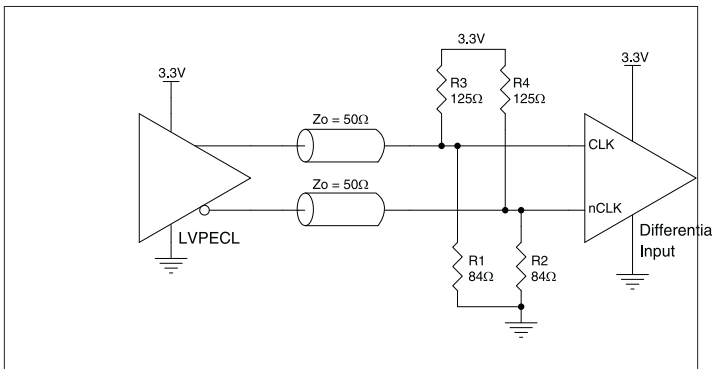 3.3V
3.3V
3.3V
R3
125Ω
R4
125Ω
Zo = 50Ω
CLK
Zo = 50Ω
nCLK
LVPECL
Differential
Input
R1
84Ω
R2
84Ω